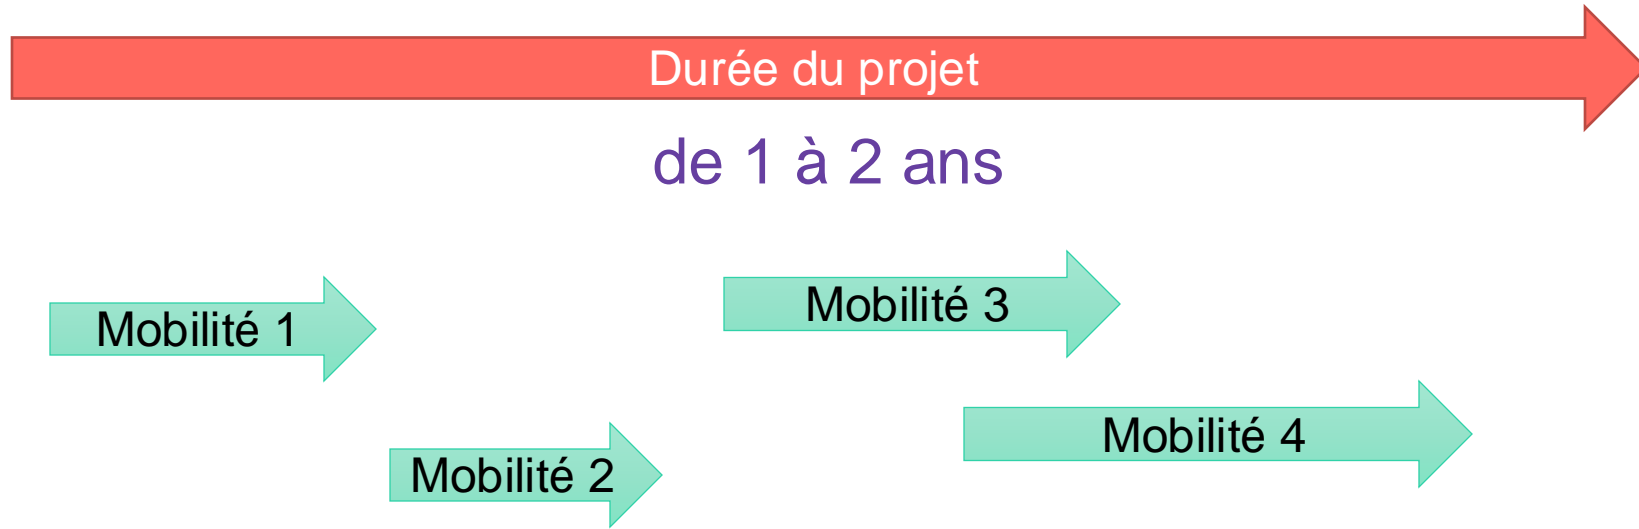 Durée du projet
de 1 à 2 ans
Mobilité 1
Mobilité 2
Mobilité 3
Mobilité 4